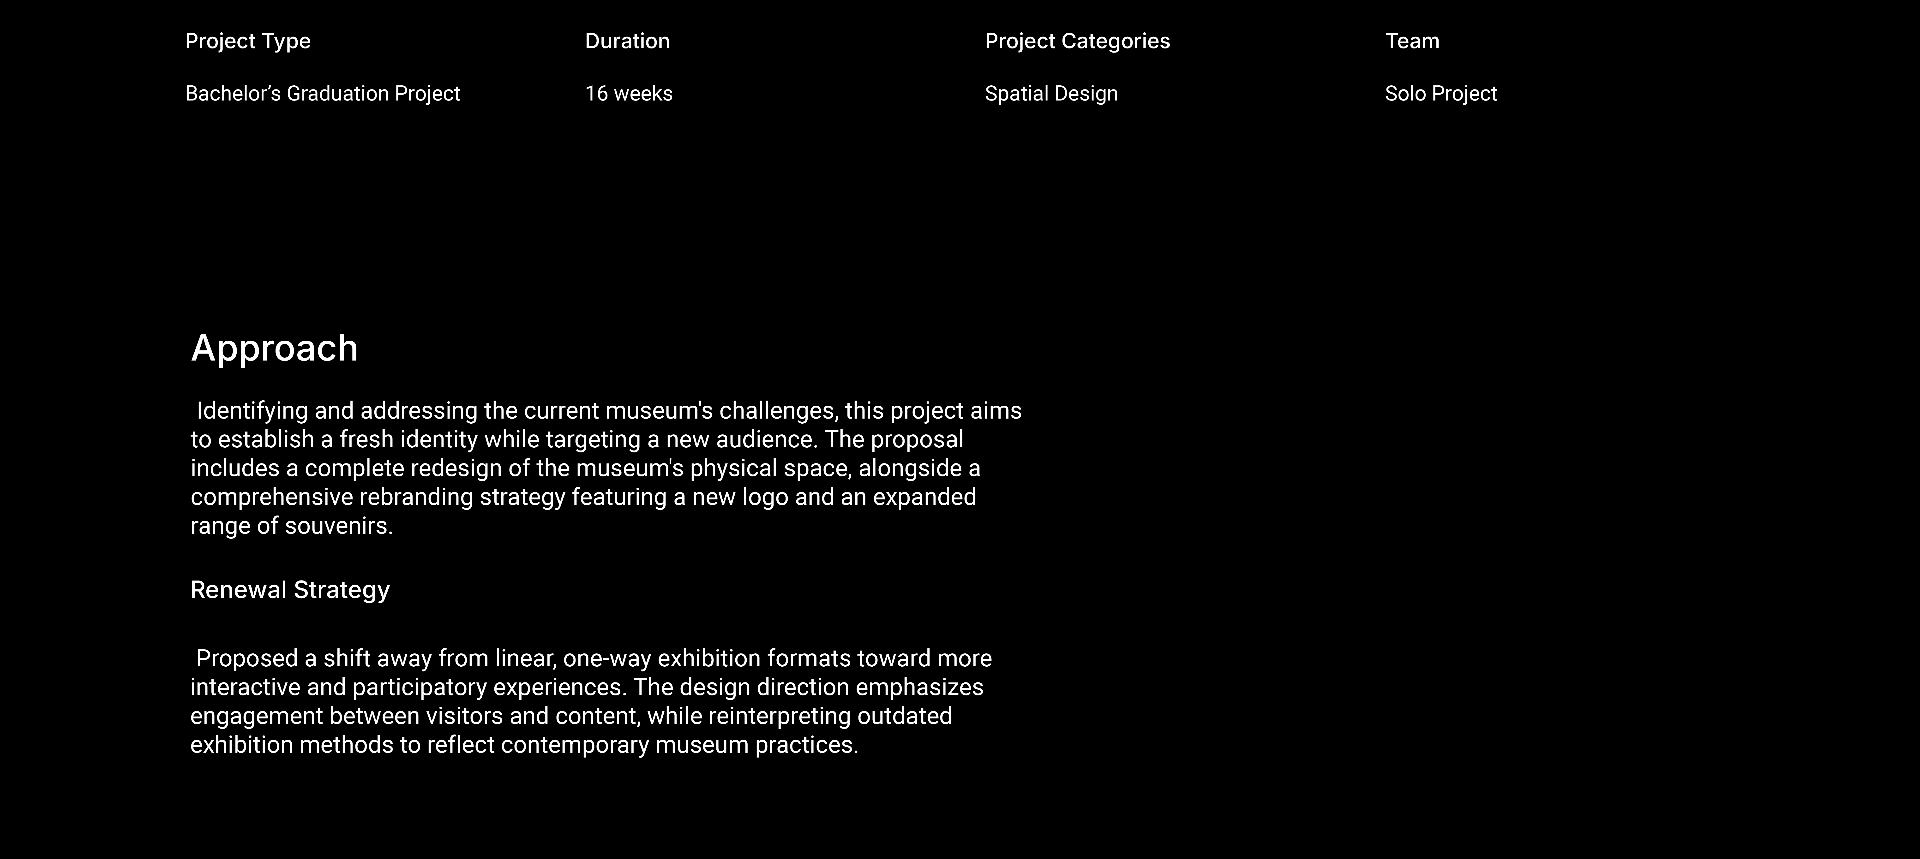 Project Type
Duration
Project Categories
Team
Bachelor’s Graduation Project
16 weeks
Spatial Design
Solo Project
Approach
Identifying and addressing the current museum's challenges, this project aims
to establish a fresh identity while targeting a new audience. The proposal
includes a complete redesign of the museum's physical space, alongside a
comprehensive rebranding strategy featuring a new logo and an expanded
range of souvenirs.
Renewal Strategy
Proposed a shift away from linear, one-way exhibition formats toward more
interactive and participatory experiences. The design direction emphasizes
engagement between visitors and content, while reinterpreting outdated
exhibition methods to reflect contemporary museum practices.